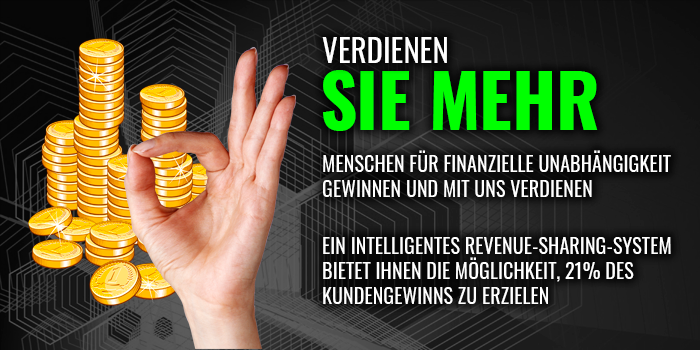 VERDIENEN
SIE MEHR
MENSCHEN FÜR FINANZIELLE UNABHÄNGIGKEIT
GEWINNEN UND MIT UNS VERDIENEN
EIN INTELLIGENTES REVENUE-SHARING-SYSTEM
BIETET IHNEN DIE MÖGLICHKEIT, 21% DES
KUNDENGEWINNS ZU ERZIELEN